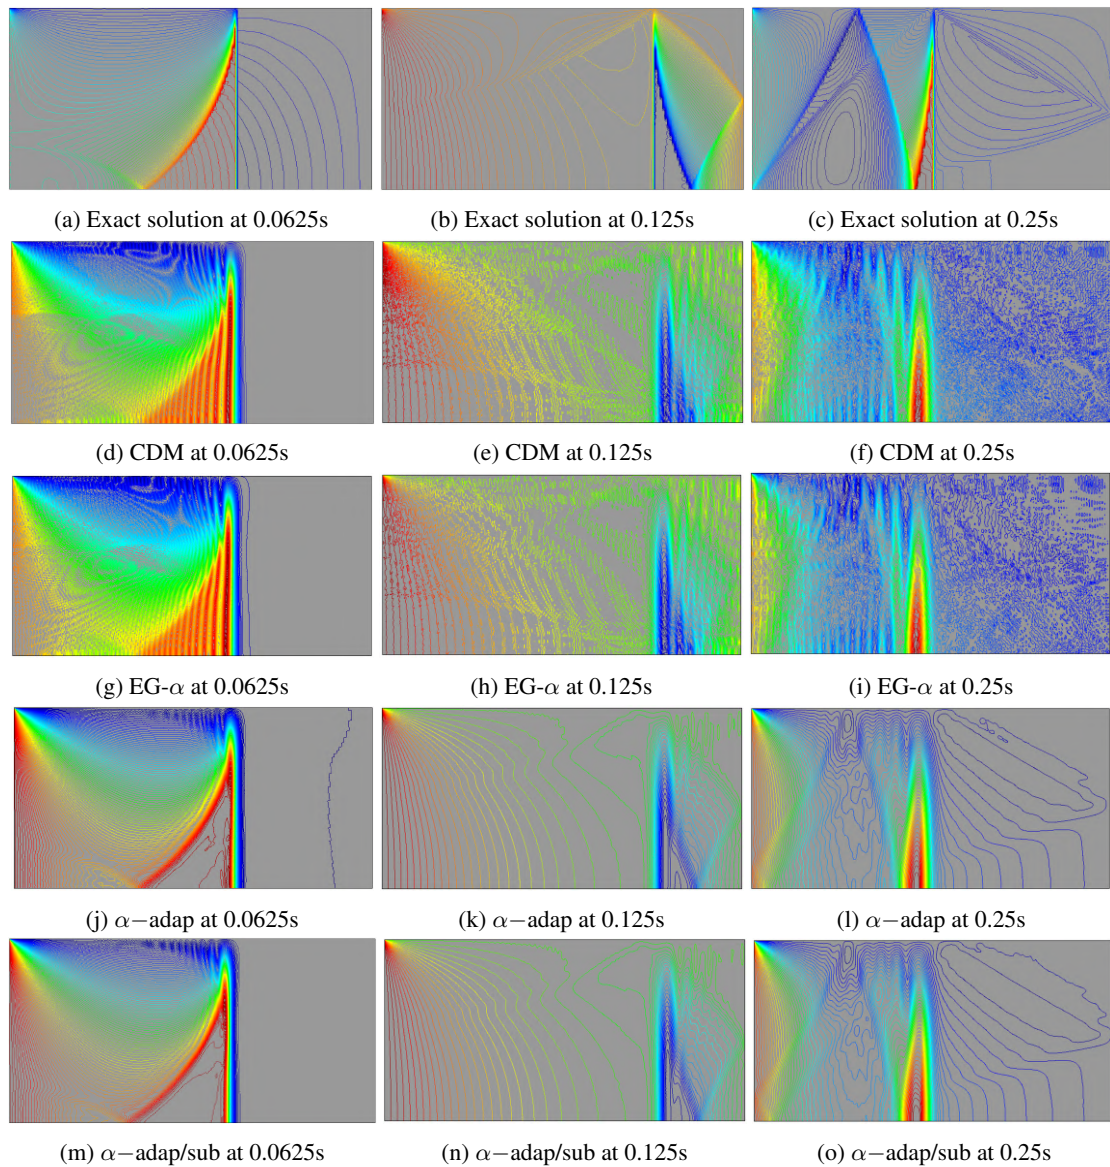 (a) Exact solution at 0.0625s
(b) Exact solution at 0.125s
(c) Exact solution at 0.25s
(d) CDM at 0.0625s
(e) CDM at 0.125s
(f) CDM at 0.25s
(g) EG-α at 0.0625s
(h) EG-α at 0.125s
(i) EG-α at 0.25s
(j) α−adap at 0.0625s
(k) α−adap at 0.125s
(l) α−adap at 0.25s
(m) α−adap/sub at 0.0625s
(n) α−adap/sub at 0.125s
(o) α−adap/sub at 0.25s